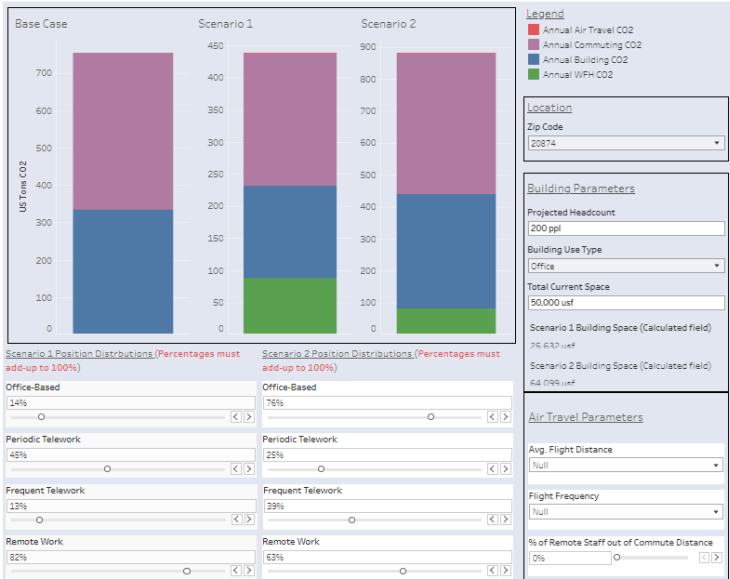 Base Case
Scenario 1
Scenario 2
US Tons CO2
700
600
500
400
300
200
100
0
450
400
350
300
250
200
150
100
50
0
900
800
700
600
500
400
300
200
100
0
Legend
Annual Air Travel CO2
Annual Commuting CO2
Annual Building CO2
Annual WFH CO2
Location
Zip Code
20874
Building Parameters
Projected Headcount
200 ppl
Building Use Type
Office
Total Current Space
50,000 usf
Scenario 1 Building Space (Calculated field)
25,632 usf
Scenario 2 Building Space (Calculated field)
64,099 usf
Air Travel Parameters
Avg. Flight Distance
Null
Flight Frequency
Null
% of Remote Staff out of Commute Distance
0%
Scenario 1 Position Distrbutions (Percentages must
add-up to 100%)
Office-Based
14%
Periodic Telework
45%
Frequent Telework
13%
Remote Work
82%
Scenario 2 Position Distributions (Percentages must
add-up to 100%)
Office-Based
76%
Periodic Telework
25%
Frequent Telework
39%
Remote Work
63%